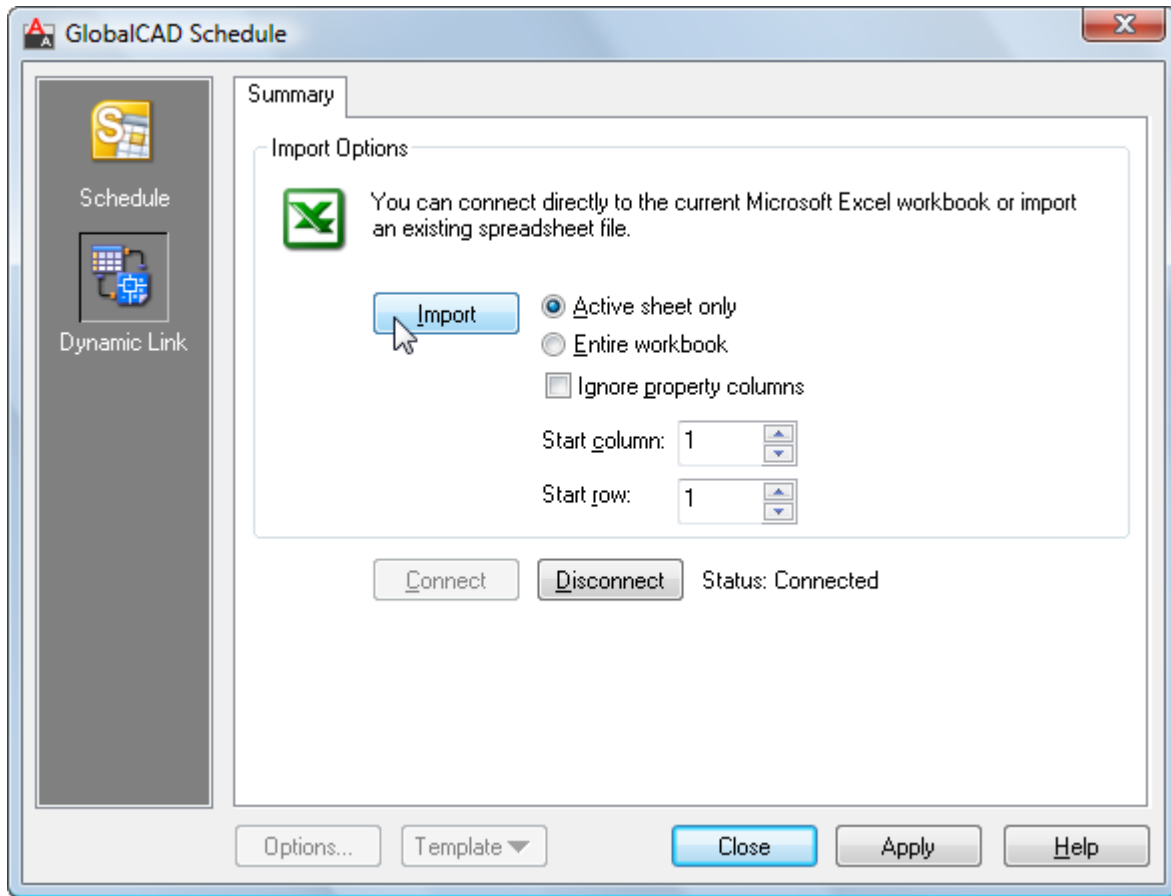 GlobalCAD Schedule
Summary
Schedule
Dynamic Link
Import Options
You can connect directly to the current Microsoft Excel workbook or import
an existing spreadsheet file.
Import
Active sheet only
Entire workbook
Ignore property columns
Start column: 1
Start row: 1
Connect Disconnect Status: Connected
Options... Template Close Apply Help